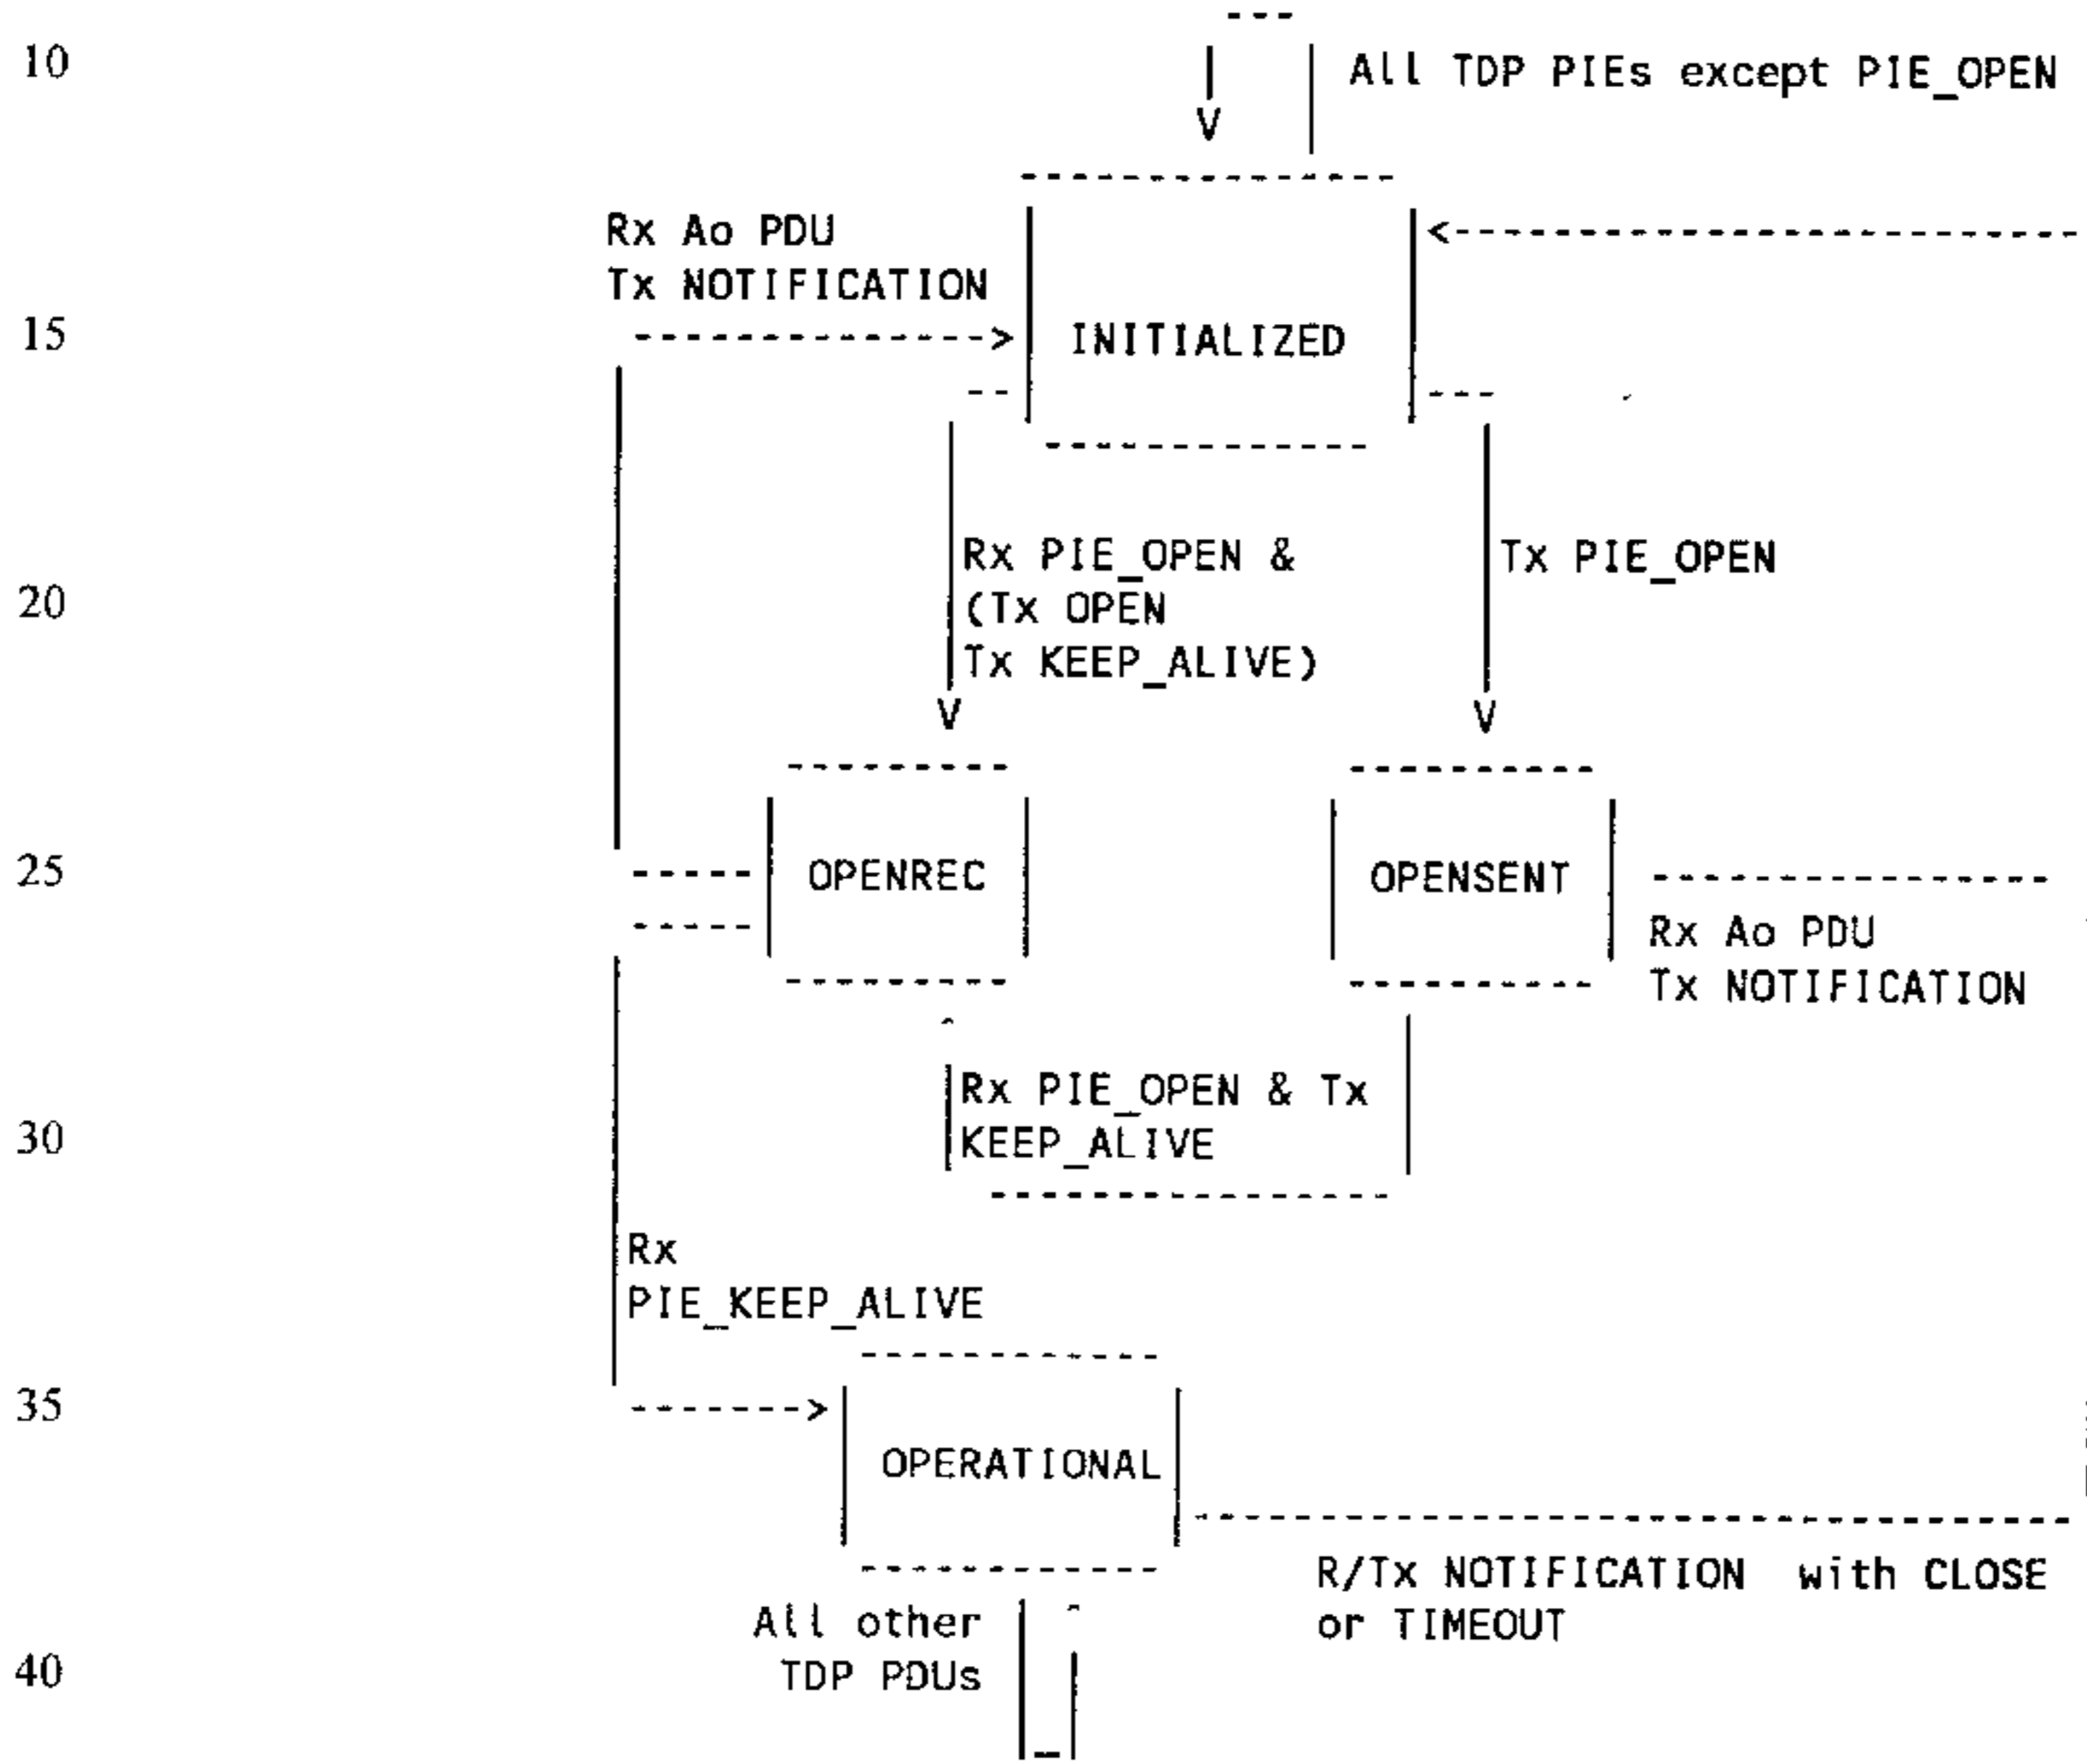 10
All TDP PIEs except PIE_OPEN
Rx Ao PDU
Tx NOTIFICATION
15
INITIALIZED
Rx PIE_OPEN &
Tx PIE_OPEN
20
(Tx OPEN
Tx KEEP_ALIVE)
25
OPENREC
OPENSENT
Rx Ao PDU
Tx NOTIFICATION
Rx PIE_OPEN & Tx
30
KEEP_ALIVE
Rx
PIE_KEEP_ALIVE
35
OPERATIONAL
R/Tx NOTIFICATION with CLOSE
or TIMEOUT
All other
40
TDP PDUs